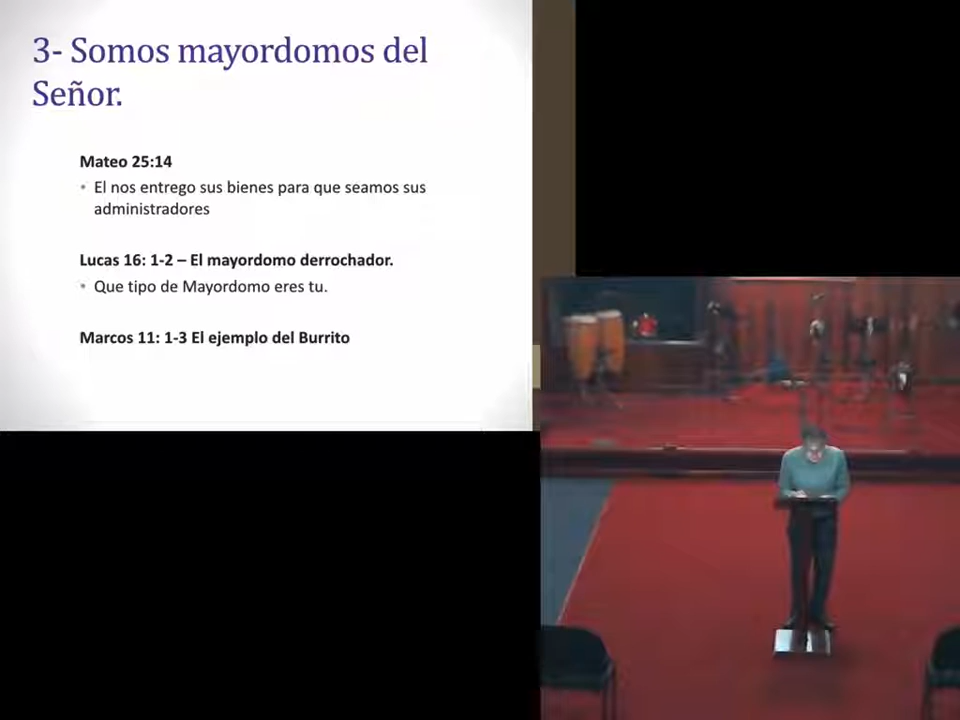 3- Somos mayordomos del
Señor.
Mateo 25:14
• El nos entrego sus bienes para que seamos sus
administradores
Lucas 16: 1-2 – El mayordomo derrochador.
• Que tipo de Mayordomo eres tu.
Marcos 11: 1-3 El ejemplo del Burrito